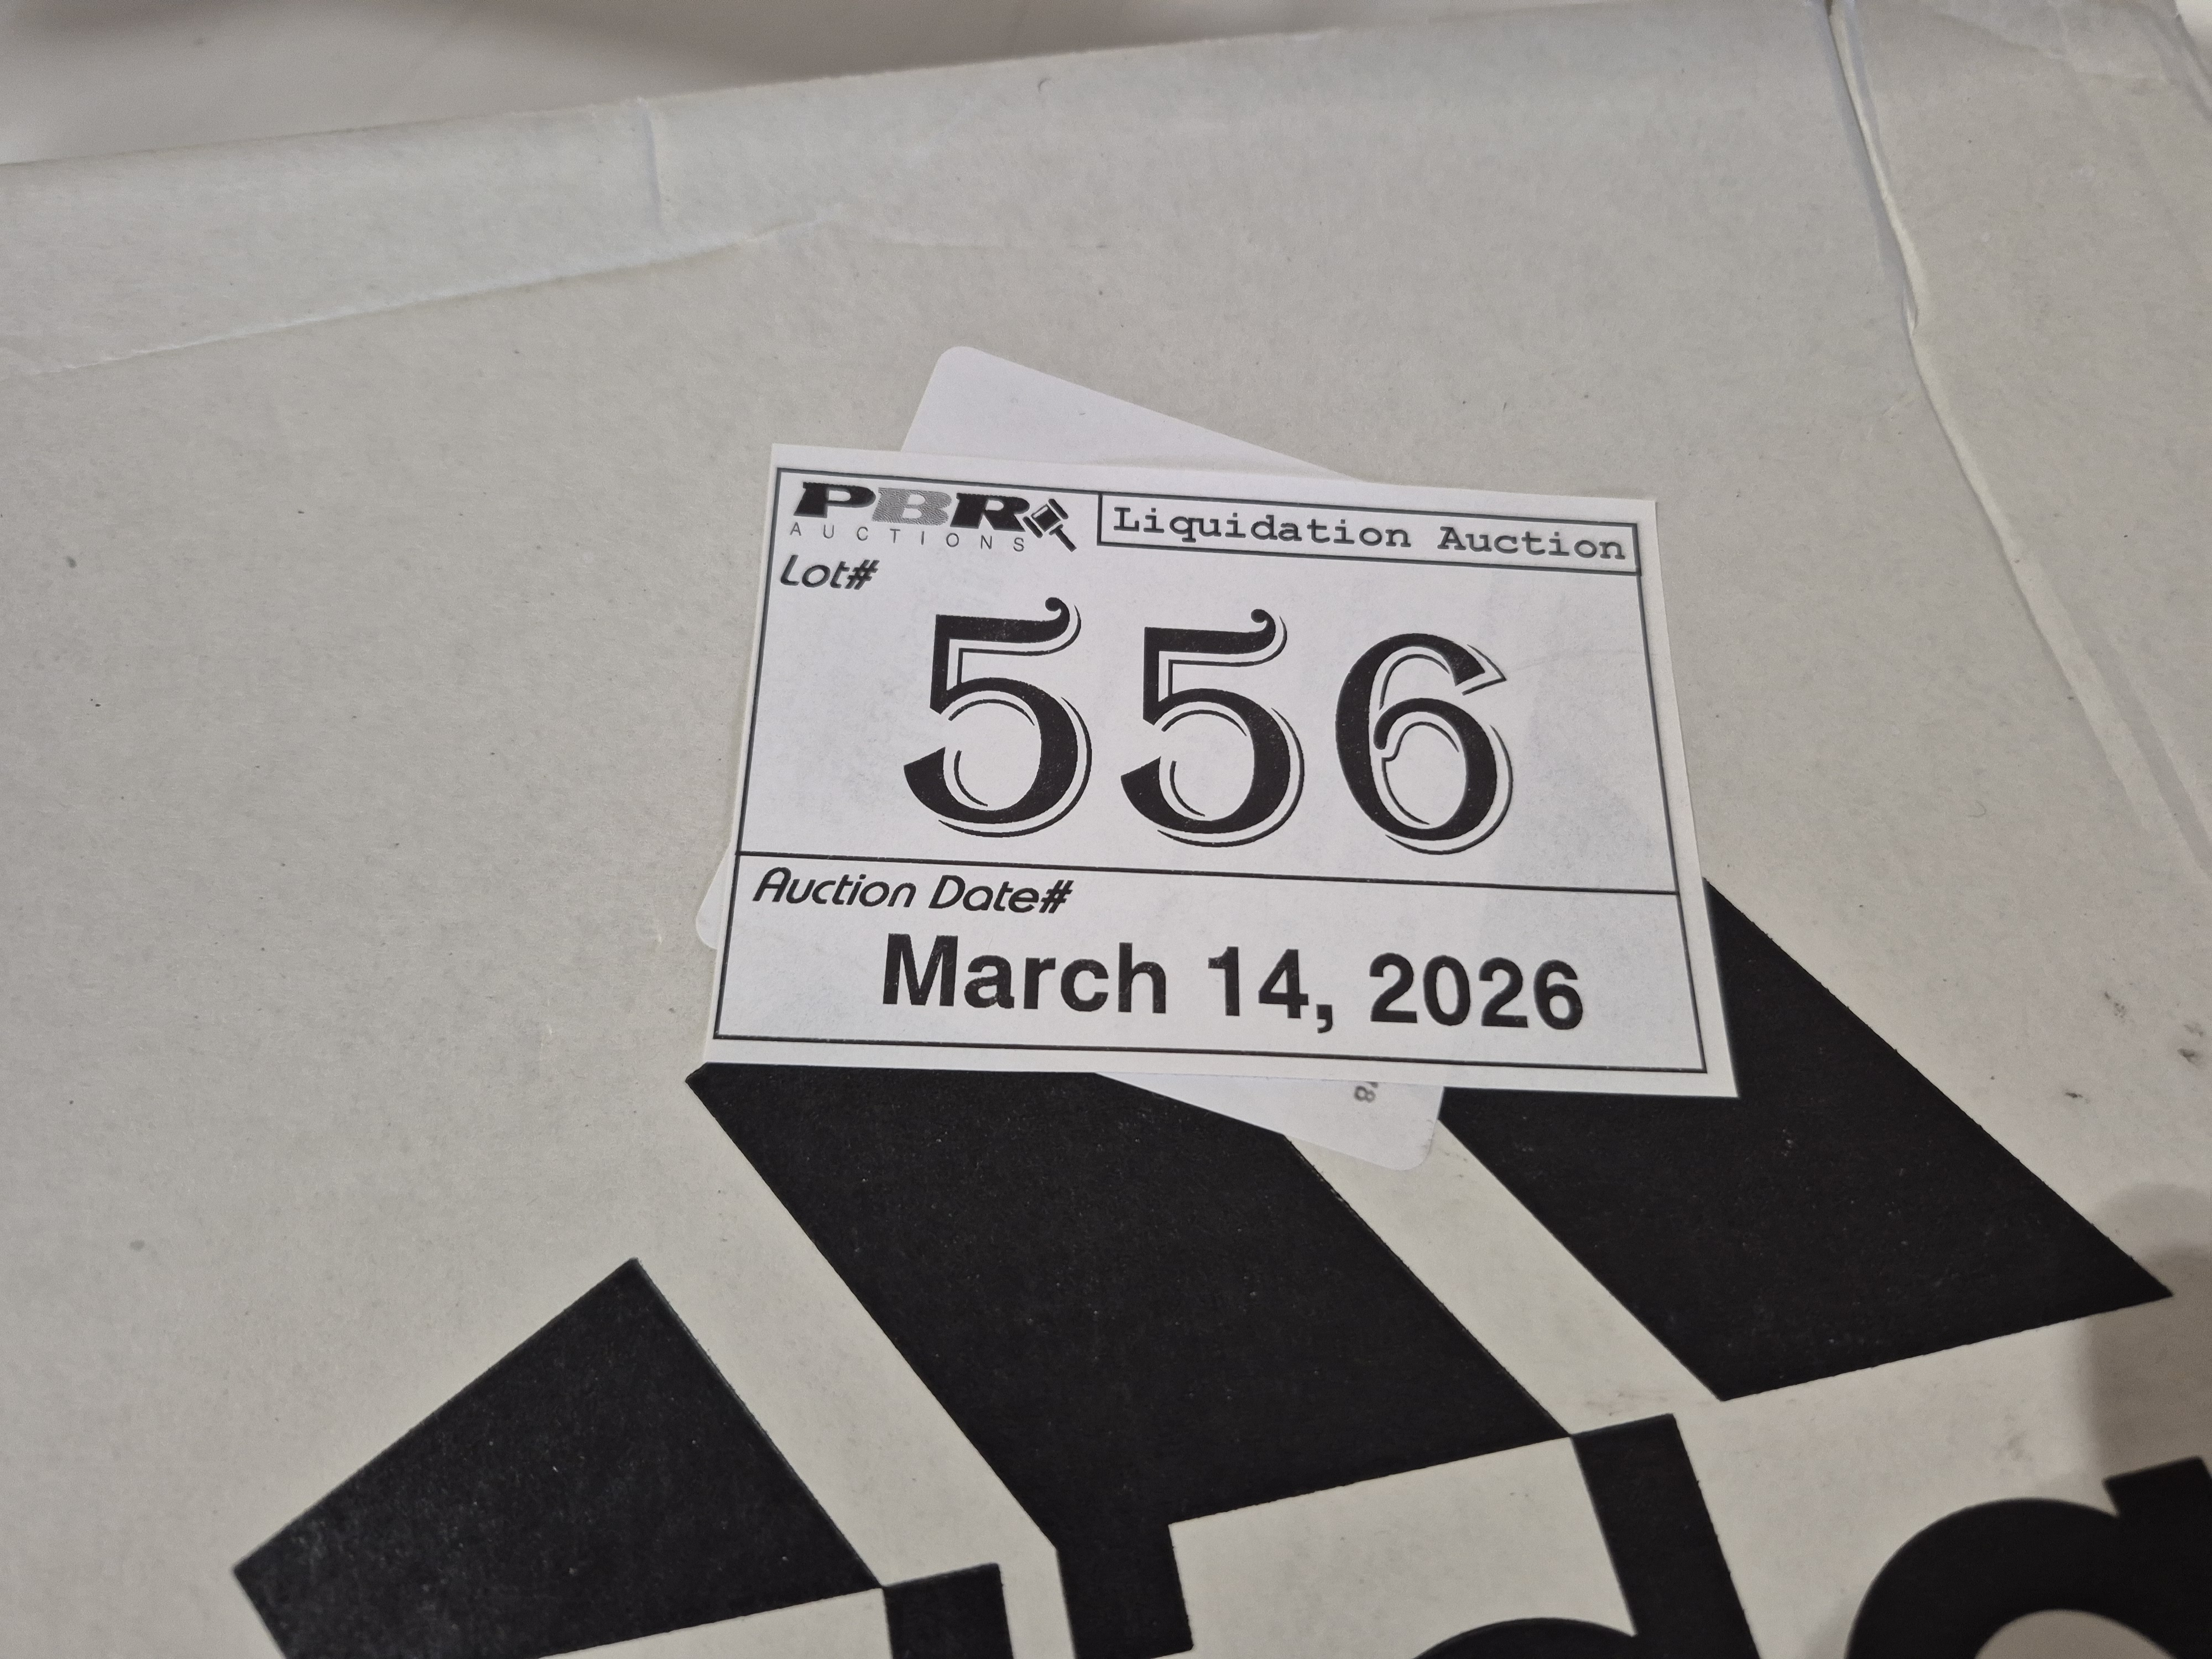 PBR
AUCTIONS
Liquidation Auction
Lot#
556
Auction Date#
March 14, 2026